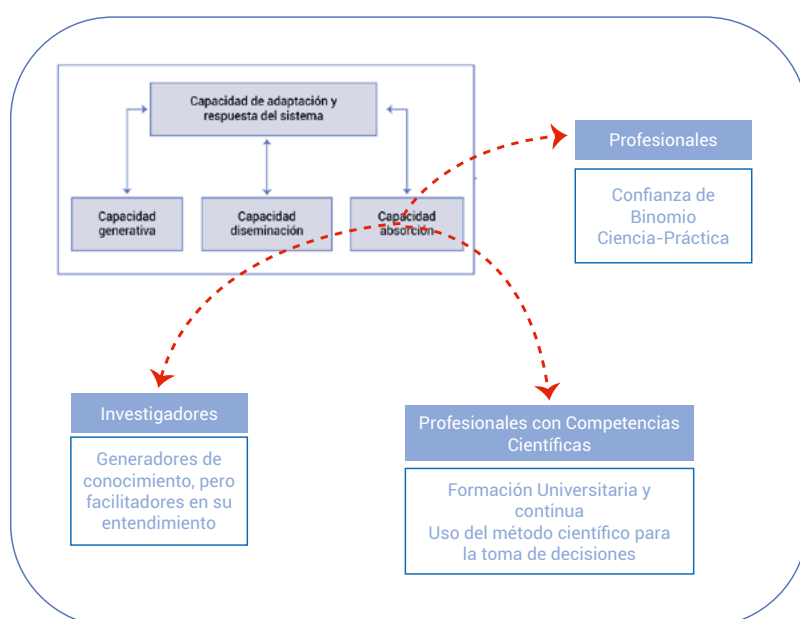 Capacidad de adaptación y
respuesta del sistema
Capacidad
generativa
Capacidad
diseminación
Capacidad
absorción
Profesionales
Confianza de
Binomio
Ciencia-Práctica
Investigadores
Generadores de
conocimiento, pero
facilitadores en su
entendimiento
Profesionales con Competencias
Científicas
Formación Universitaria y
continua
Uso del método científico para
la toma de decisiones